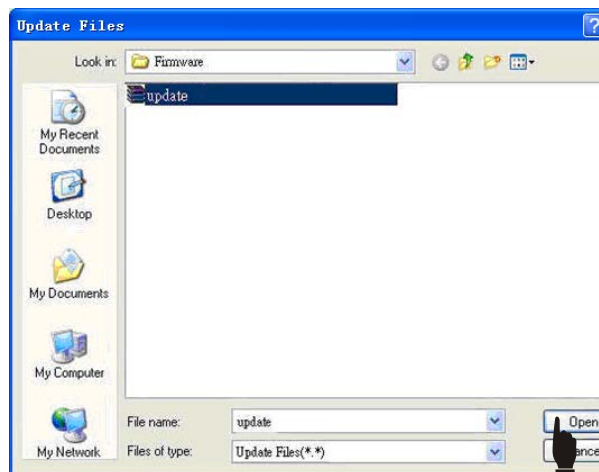 Update Files
?
Look in:
Firmware
update
My Recent
Documents
Desktop
My Documents
My Computer
My Network
File name:
update
Open
Files of type:
Update Files(*.*)
ance